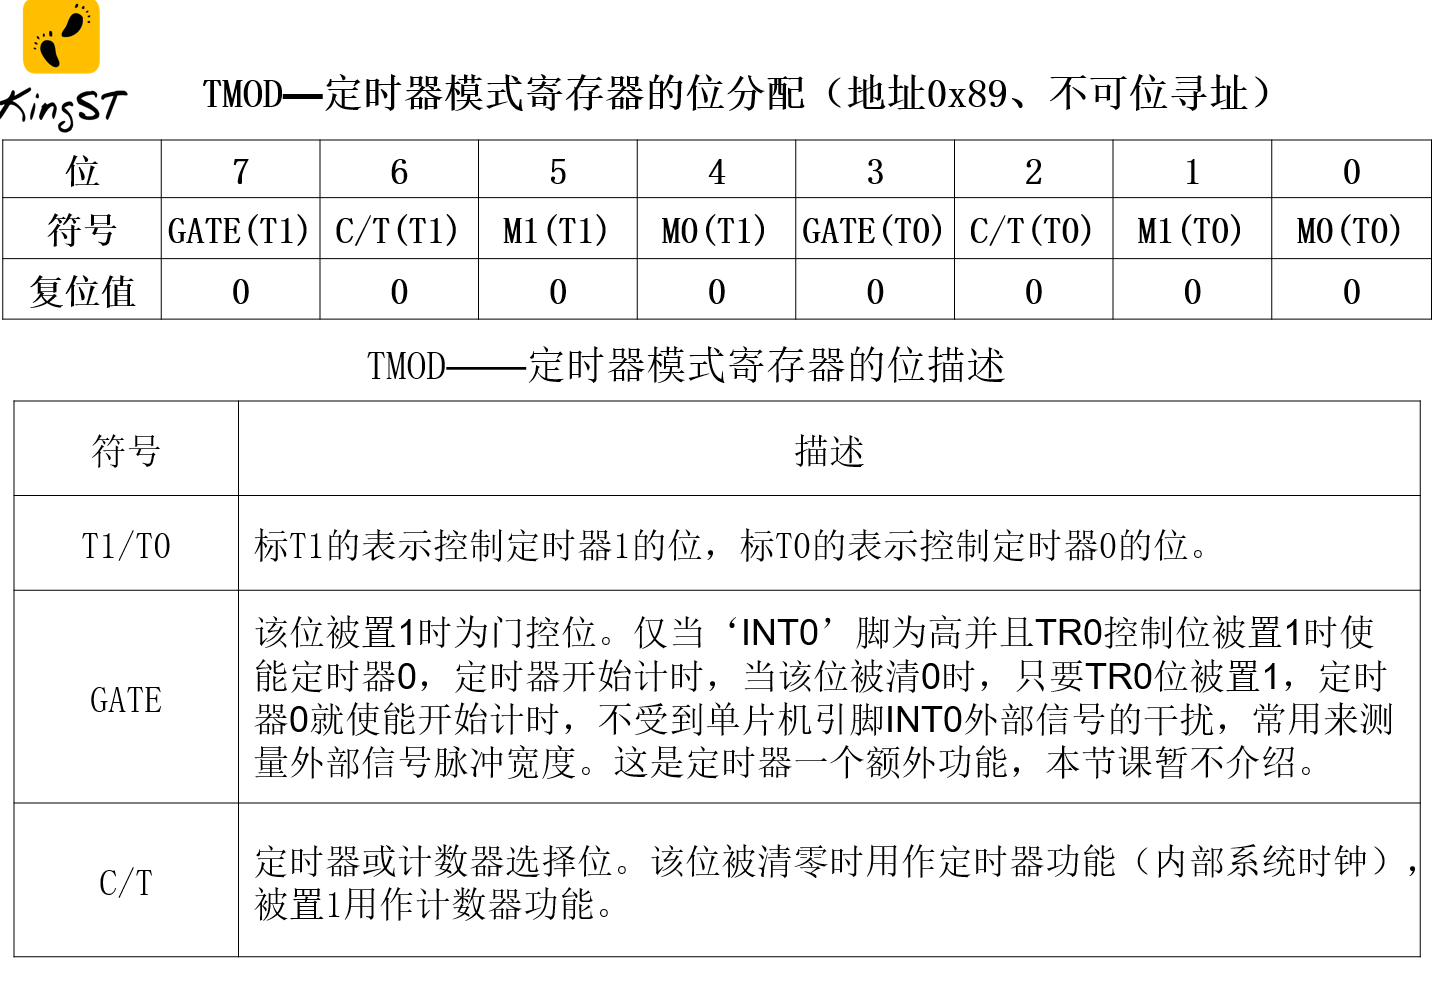 KingST
TMOD—定时器模式寄存器的位分配（地址0x89、不可位寻址）
位 7 6 5 4 3 2 1 0
符号 GATE(T1) C/T(T1) M1(T1) M0(T1) GATE(T0) C/T(T0) M1(T0) M0(T0)
复位值 0 0 0 0 0 0 0 0
TMOD——定时器模式寄存器的位描述
符号 描述
T1/T0 标T1的表示控制定时器1的位，标T0的表示控制定时器0的位。
GATE
该位被置1时为门控位。仅当‘INT0’脚为高并且TR0控制位被置1时使
能定时器0，定时器开始计时，当该位被清0时，只要TR0位被置1，定时
器0就使能开始计时，不受到单片机引脚INT0外部信号的干扰，常用来测
量外部信号脉冲宽度。这是定时器一个额外功能，本节课暂不介绍。
C/T
定时器或计数器选择位。该位被清零时用作定时器功能（内部系统时钟），
被置1用作计数器功能。